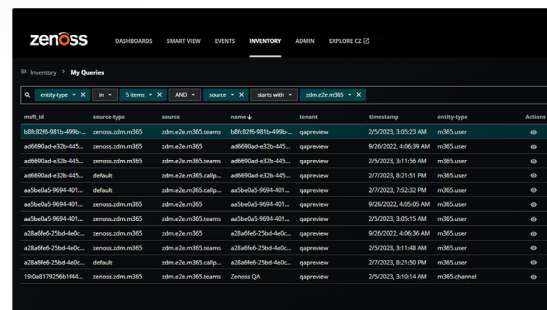 zenoss DASHBOARDS SMART VIEW EVENTS INVENTORY ADMIN EXPLORE CZ
Inventory > My Queries
entity-type × in 5 items × AND source × starts with zdm.e2e.m365 ×
msft_id source-type source name tenant timestamp entity-type Actions
b8fc82f6-981b-499b-... zenoss.zdm.m365 zdm.e2e.m365.teams b8fc82f6-981b-499b-... qapreview 2/5/2023, 3:05:23 AM m365.user
ad6690ad-e32b-445... zenoss.zdm.m365 zdm.e2e.m365 ad6690ad-e32b-445... qapreview 9/26/2022, 4:06:39 AM m365.user
ad6690ad-e32b-445... zenoss.zdm.m365 zdm.e2e.m365.teams ad6690ad-e32b-445... qapreview 2/5/2023, 3:11:56 AM m365.user
ad6690ad-e32b-445... default zdm.e2e.m365.callp... ad6690ad-e32b-445... qapreview 2/7/2023, 8:21:51 PM m365.user
aa5be0a5-9694-401... default zdm.e2e.m365.callp... aa5be0a5-9694-401... qapreview 2/7/2023, 7:52:32 PM m365.user
aa5be0a5-9694-401... zenoss.zdm.m365 zdm.e2e.m365 aa5be0a5-9694-401... qapreview 9/26/2022, 4:05:05 AM m365.user
aa5be0a5-9694-401... zenoss.zdm.m365 zdm.e2e.m365.teams aa5be0a5-9694-401... qapreview 2/5/2023, 3:05:15 AM m365.user
a28a6fe6-25bd-4e0c... zenoss.zdm.m365 zdm.e2e.m365 a28a6fe6-25bd-4e0c... qapreview 9/26/2022, 4:06:36 AM m365.user
a28a6fe6-25bd-4e0c... zenoss.zdm.m365 zdm.e2e.m365.teams a28a6fe6-25bd-4e0c... qapreview 2/5/2023, 3:11:48 AM m365.user
a28a6fe6-25bd-4e0c... default zdm.e2e.m365.callp... a28a6fe6-25bd-4e0c... qapreview 2/7/2023, 8:21:50 PM m365.user
19:0a8179256b1f44... zenoss.zdm.m365 zdm.e2e.m365.teams Zenoss QA qapreview 2/5/2023, 3:10:14 AM m365.channel